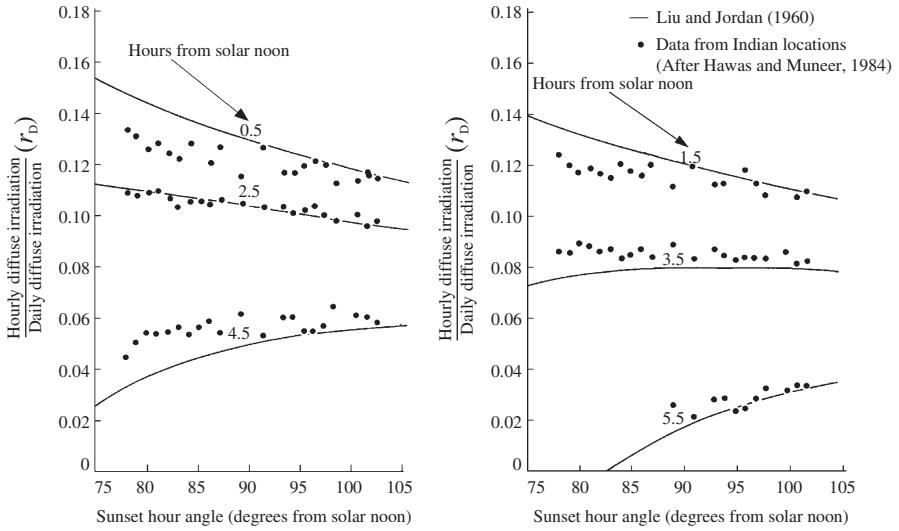 0.18
0.16
0.14
0.12
0.10
0.08
0.06
0.04
0.02
0
Hourly diffuse irradiation
Daily diffuse irradiation
(rD)
Hours from solar noon
0.5
2.5
4.5
75 80 85 90 95 100 105
Sunset hour angle (degrees from solar noon)
0.18
0.16
0.14
0.12
0.10
0.08
0.06
0.04
0.02
0
Hourly diffuse irradiation
Daily diffuse irradiation
(rD)
Liu and Jordan (1960)
Data from Indian locations
(After Hawas and Muneer, 1984)
Hours from solar noon
1.5
3.5
5.5
75 80 85 90 95 100 105
Sunset hour angle (degrees from solar noon)